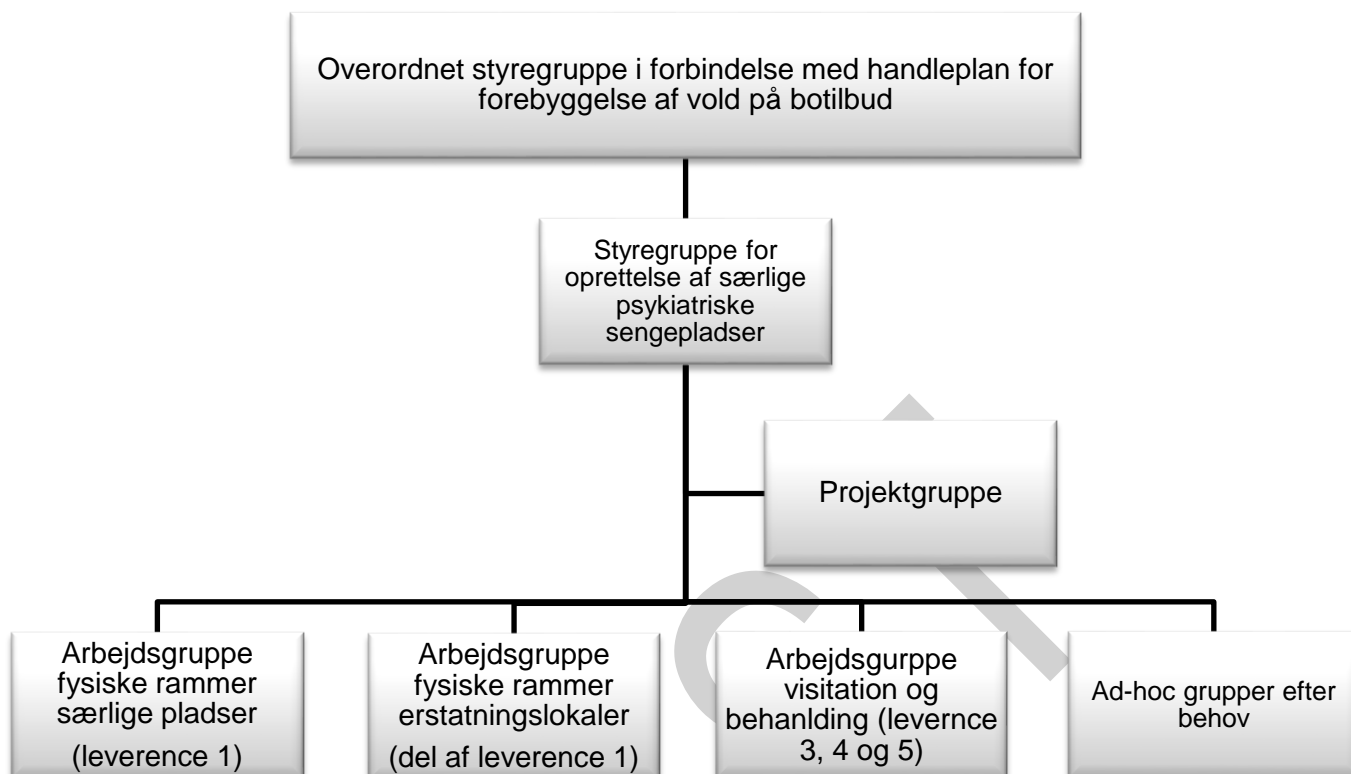 Overordnet styregruppe i forbindelse med handleplan for
forebyggelse af vold på botilbud
Styregruppe for
oprettelse af særlige
psykiatriske
sengepladser
Projektgruppe
Arbejdsgruppe
fysiske rammer
særlige pladser
(leverence 1)
Arbejdsgruppe
fysiske rammer
erstatningslokaler
(del af leverence 1)
Arbejdsgurppe
visitation og
behanlding (levernce
3, 4 og 5)
Ad-hoc grupper efter
behov